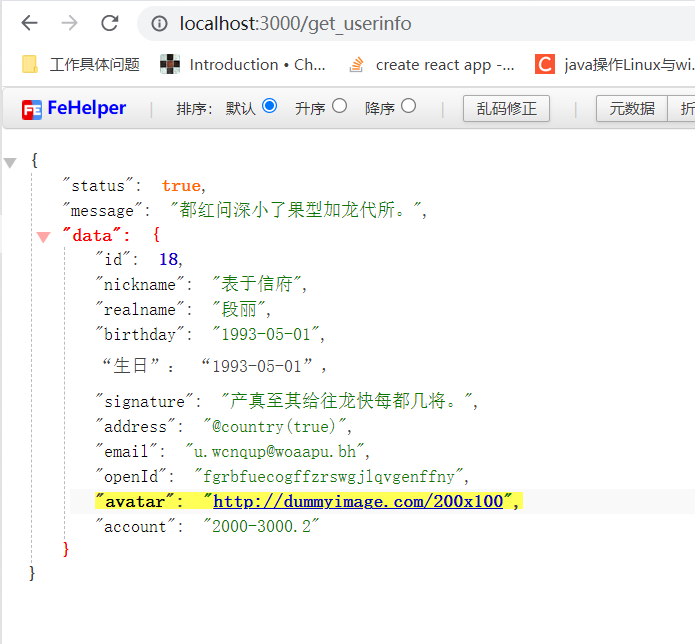 localhost:3000/get_userinfo
工作具体问题 Introduction • Ch... create react app -... C java操作Linux与wi.
FE FeHelper | 排序: 默认 升序 降序 | 乱码修正 | 元数据 折
{
"status": true,
"message": "都红问深小了果型加龙代所。",
"data": {
"id": 18,
"nickname": "表于信府",
"realname": "段丽",
"birthday": "1993-05-01",
“生日”: “1993-05-01”,
"signature": "产真至其给往龙快每都几将。",
"address": "@country(true)",
"email": "u.wcnqup@woaapu.bh",
"openId": "fgrbfuecogffzrswgjlqvgenffny",
"avatar": "http://dummyimage.com/200x100",
"account": "2000-3000.2"
}
}